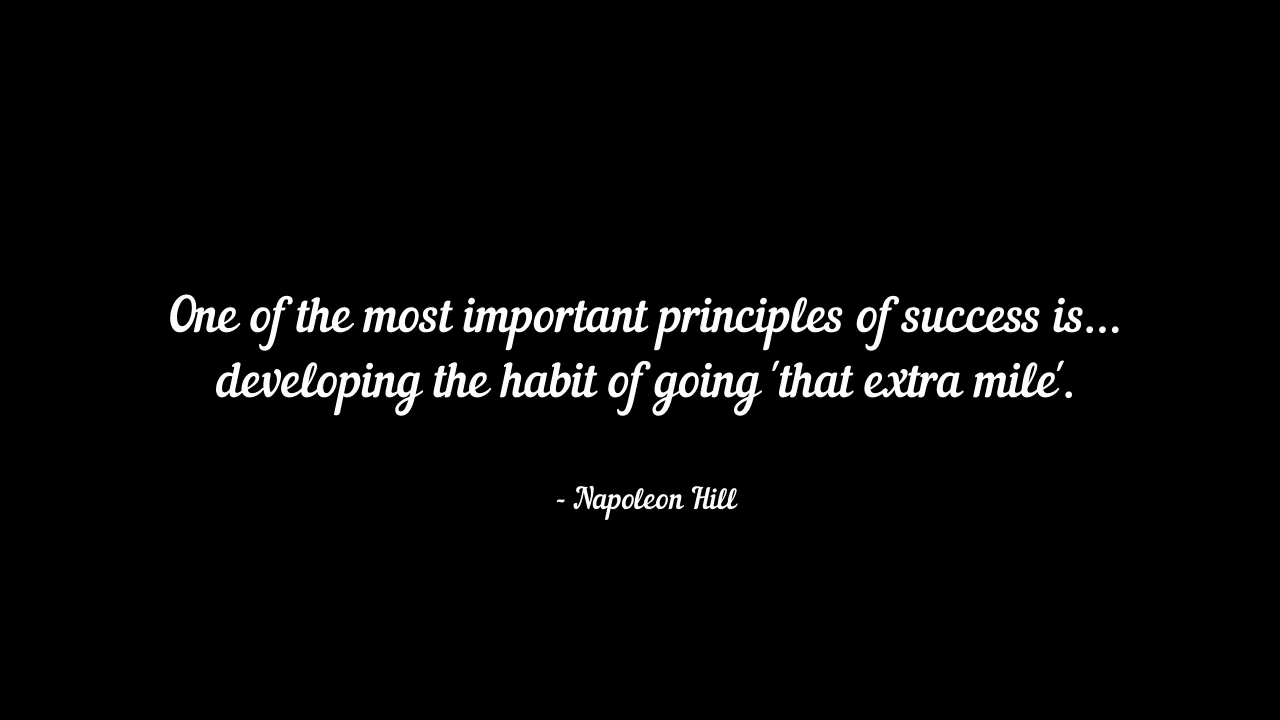 One of the most important principles of success is...
developing the habit of going 'that extra mile'.
- Napoleon Hill